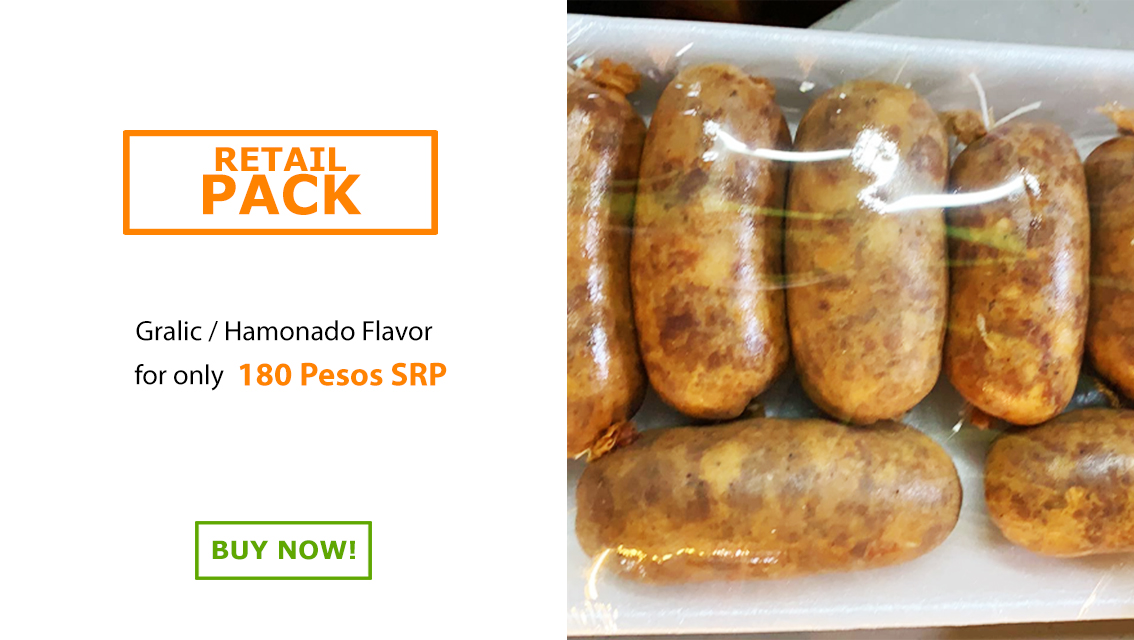 RETAIL
PACK
Gralic / Hamonado Flavor
for only 180 Pesos SRP
BUY NOW!